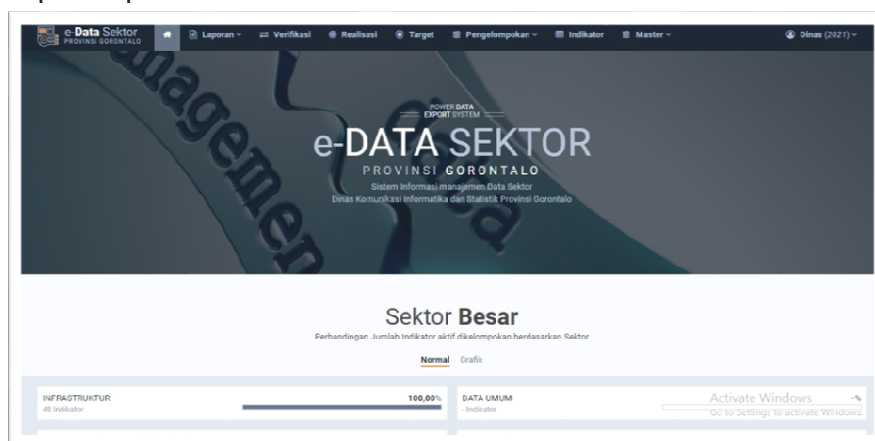 e-Data Sektor
PROVINSI GORONTALO
Laporan
Verifikasi
Realisasi
Target
Pengelompokan
Indikator
Master
Dinas (2021)
anagemen
data
POWER DATA
EXPORT SYSTEM
e-DATA SEKTOR
PROVINSI GORONTALO
Sistem Informasi manajemen Data Sektor
Dinas Komunikasi Informatika dan Statistik Provinsi Gorontalo
Sektor Besar
Perbandingan Jumlah Indikator aktif dikelompokan berdasarkan Sektor
Normal Grafik
INFRASTRUKTUR 100,00%
48 Indikator
DATA UMUM -%
- Indikator
Activate Windows
Go to Settings to activate Windows.